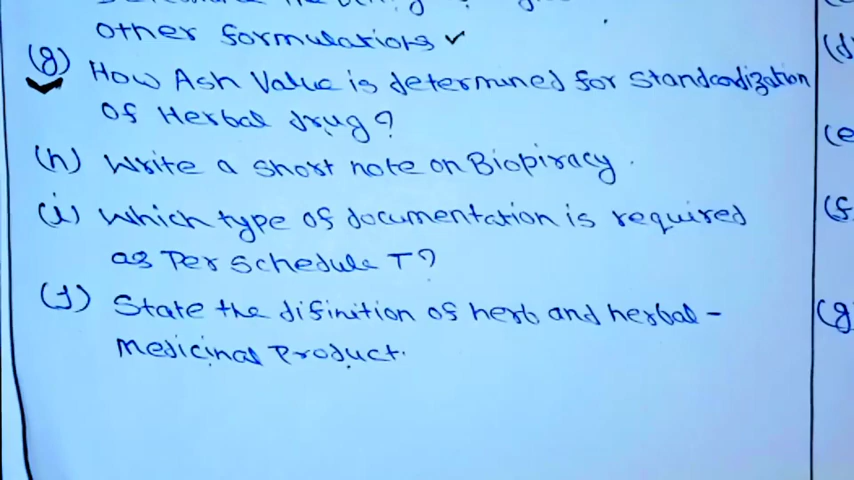 other formulations ✓
(g) How Ash Value is determined for Standardization
of Herbal drug?
(h) Write a short note on Biopiracy.
(i) Which type of documentation is required
as Per Schedule T?
(J) State the difinition of herb and herbal-
medicinal Product.
(d)
(e
(f
(g